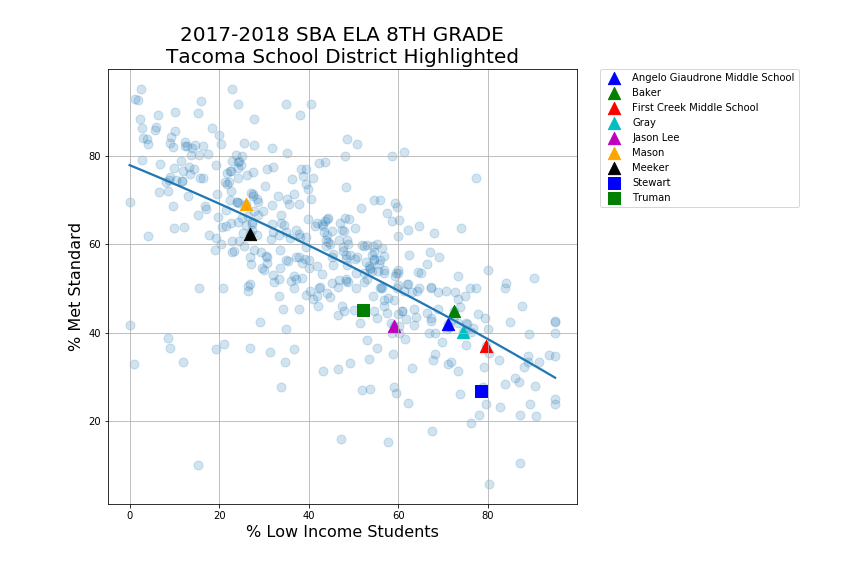 2017-2018 SBA ELA 8TH GRADE
Tacoma School District Highlighted
% Met Standard
80
60
40
20
0
20
40
60
80
% Low Income Students
Angelo Giaudrone Middle School
Baker
First Creek Middle School
Gray
Jason Lee
Mason
Meeker
Stewart
Truman